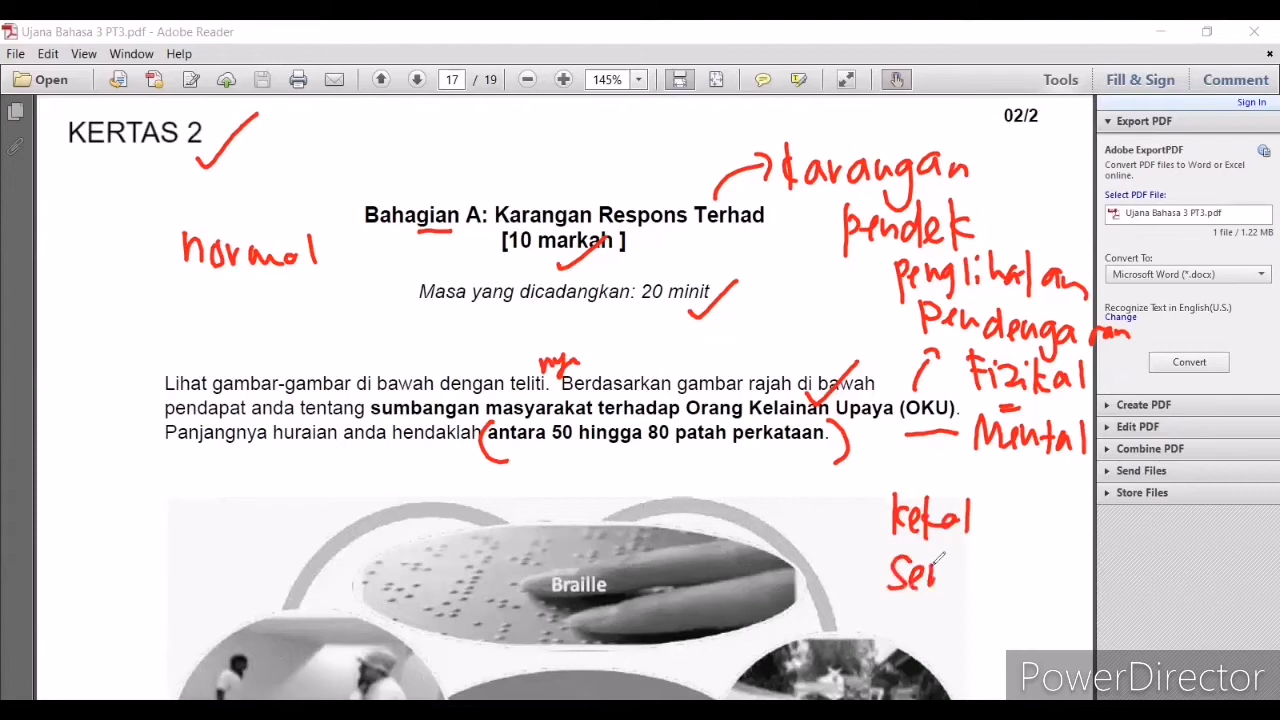 Ujana Bahasa 3 PT3.pdf - Adobe Reader
File Edit View Window Help
Open 17 / 19 145% Tools Fill & Sign Comment
Sign In
Export PDF
Adobe ExportPDF
Convert PDF files to Word or Excel
online.
Select PDF File:
Ujana Bahasa 3 PT3.pdf
1 file / 1.22 MB
Convert To:
Microsoft Word (*.docx)
Recognize Text in English(U.S.)
Change
Convert
Create PDF
Edit PDF
Combine PDF
Send Files
Store Files
02/2
KERTAS 2
Karangan
pendek
Bahagian A: Karangan Respons Terhad
[10 markah ]
normal
penglihatan
Masa yang dicadangkan: 20 minit
Pendengaran
Fizikal
Mental
Lihat gambar-gambar di bawah dengan teliti. Berdasarkan gambar rajah di bawah
pendapat anda tentang sumbangan masyarakat terhadap Orang Kelainan Upaya (OKU).
Panjangnya huraian anda hendaklah antara 50 hingga 80 patah perkataan.
kekal
Ser
Braille
PowerDirector